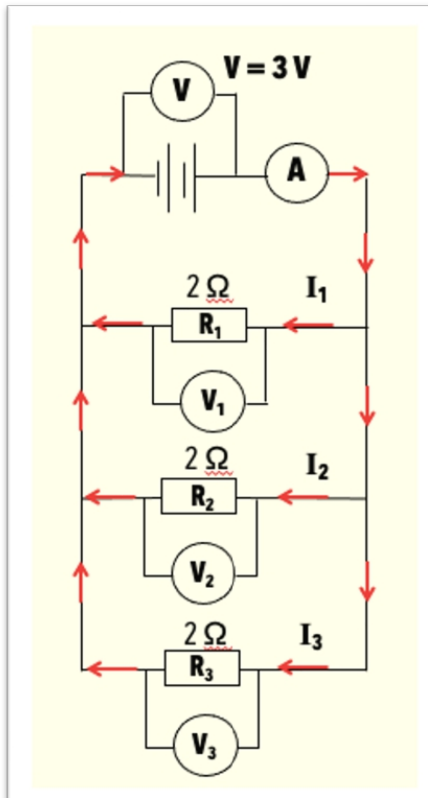 V = 3 V
V
A
2 Ω I₁
R₁
V₁
2 Ω I₂
R₂
V₂
2 Ω I₃
R₃
V₃